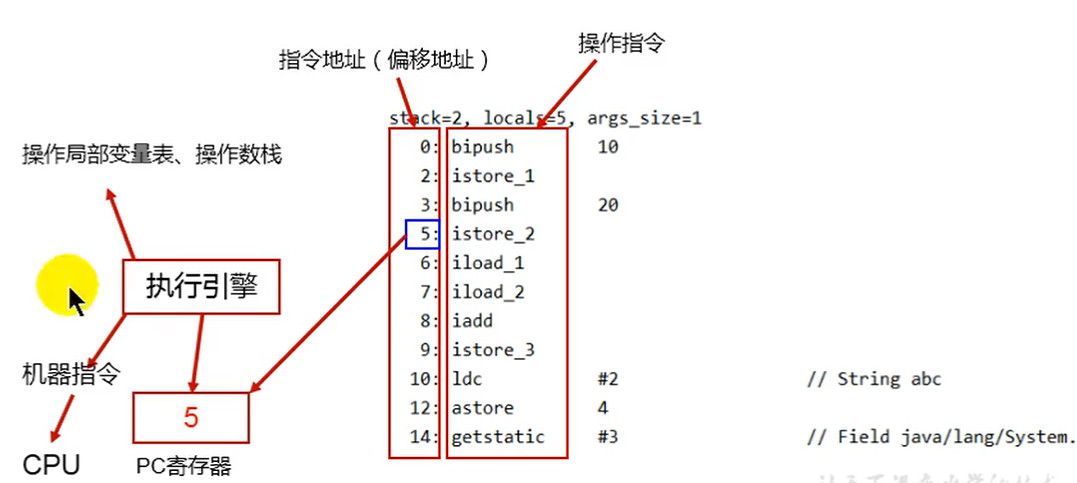 指令地址（偏移地址）
操作指令
stack=2, locals=5, args_size=1
操作局部变量表、操作数栈
0: bipush 10
2: istore_1
3: bipush 20
5: istore_2
6: iload_1
7: iload_2
8: iadd
9: istore_3
10: ldc #2 // String abc
12: astore 4
14: getstatic #3 // Field java/lang/System.
执行引擎
机器指令
5
CPU
PC寄存器